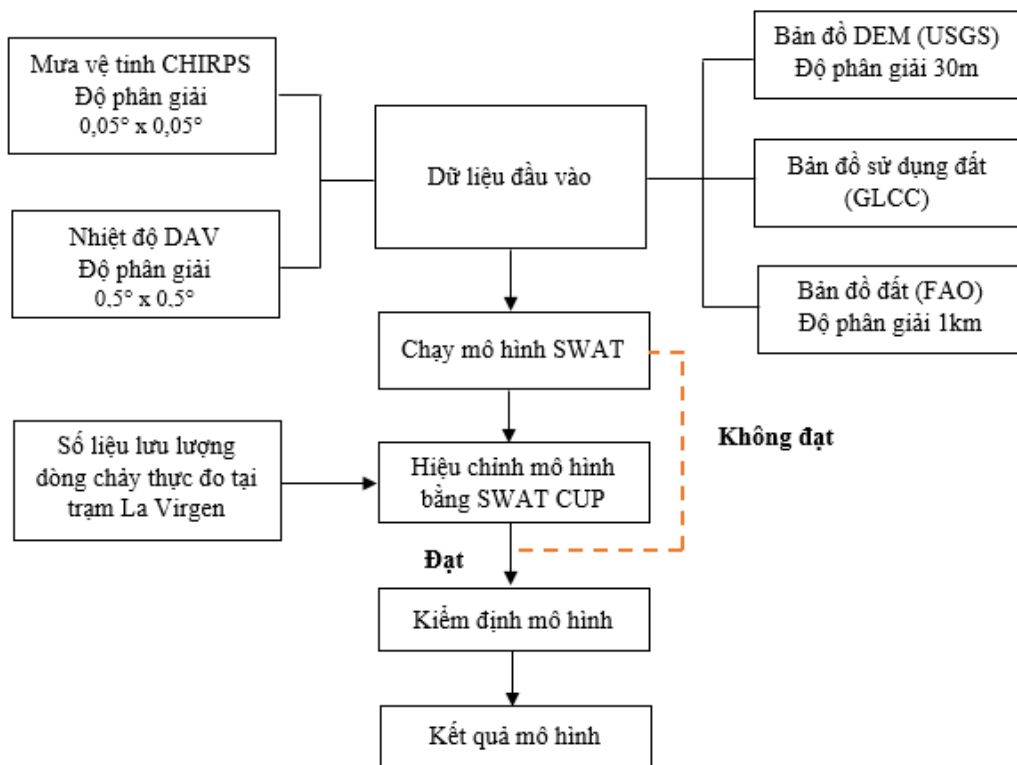 Mưa vệ tinh CHIRPS
Độ phân giải
0,05° x 0,05°
Nhiệt độ DAV
Độ phân giải
0,5° x 0,5°
Dữ liệu đầu vào
Bản đồ DEM (USGS)
Độ phân giải 30m
Bản đồ sử dụng đất
(GLCC)
Bản đồ đất (FAO)
Độ phân giải 1km
Chạy mô hình SWAT
Không đạt
Số liệu lưu lượng
dòng chảy thực đo tại
trạm La Virgen
Hiệu chỉnh mô hình
bằng SWAT CUP
Đạt
Kiểm định mô hình
Kết quả mô hình